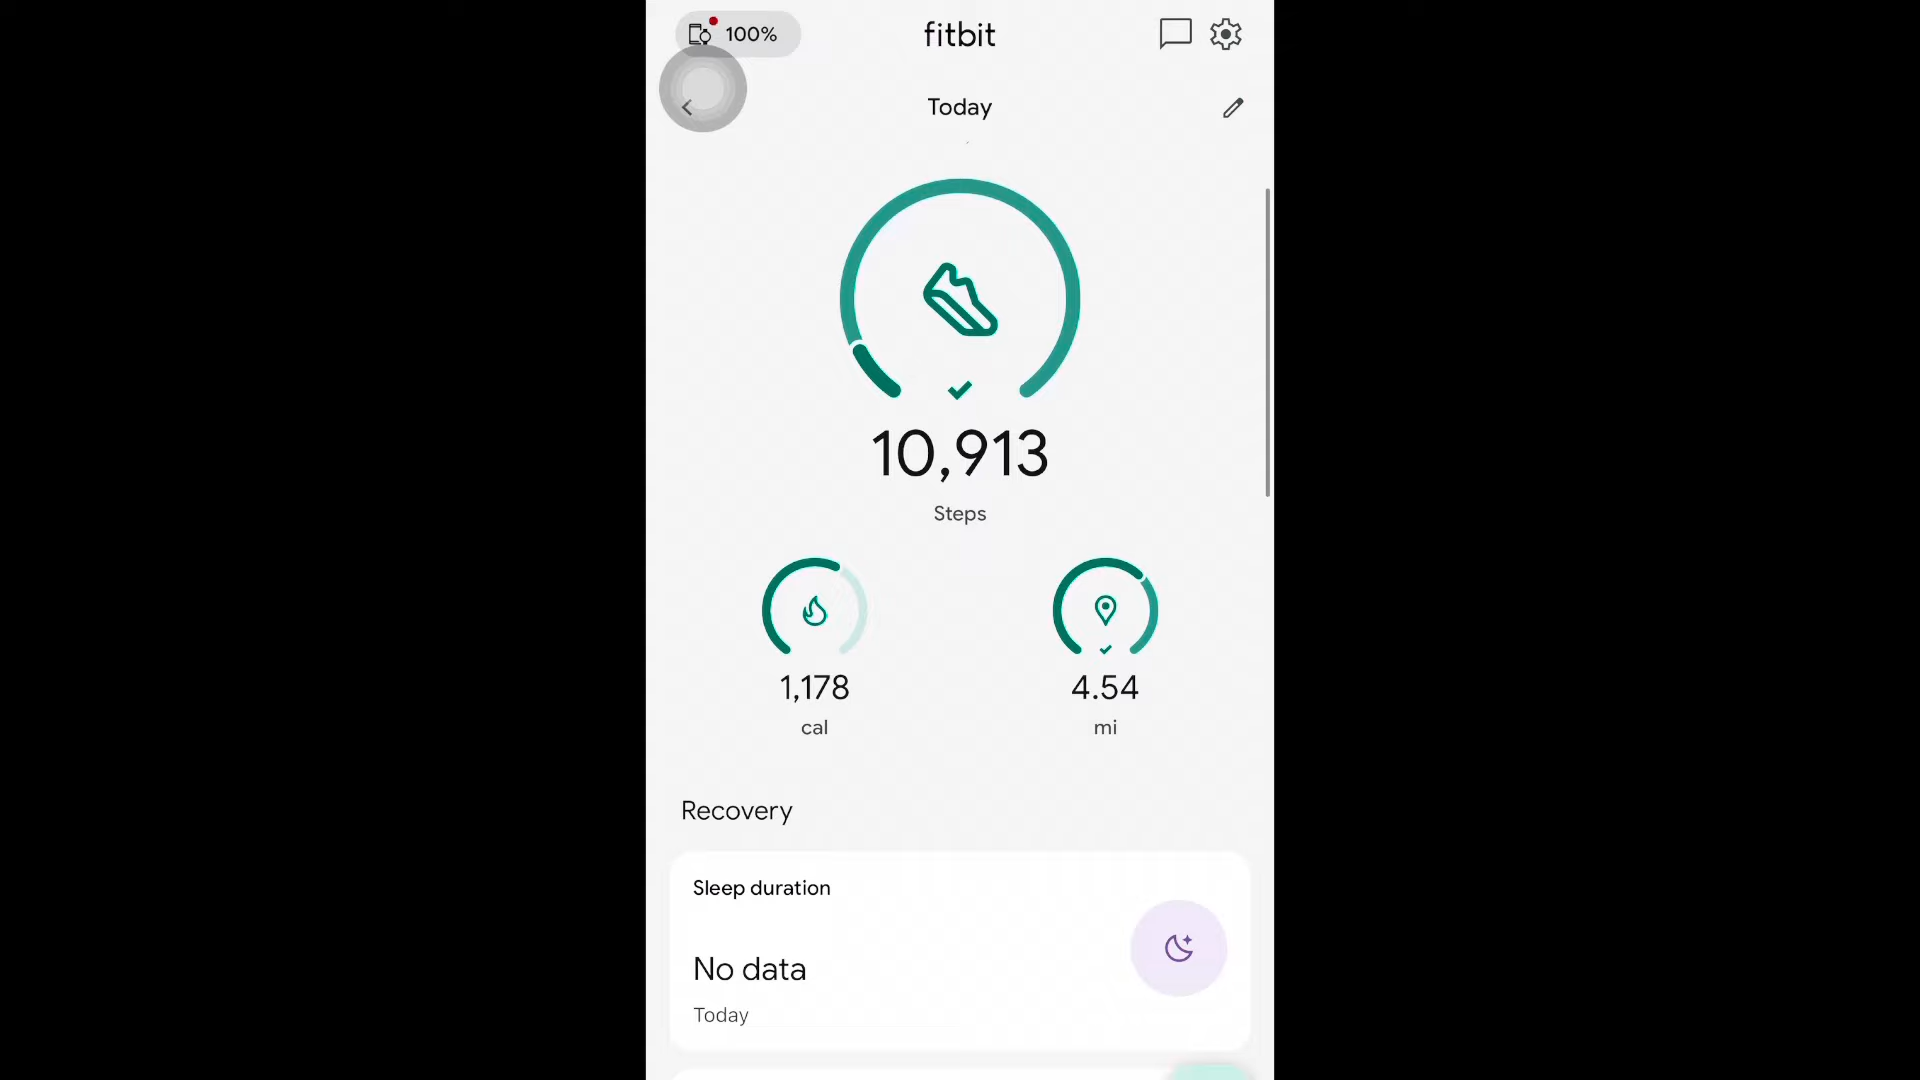 100%
fitbit
Today
10,913
Steps
1,178
cal
4.54
mi
Recovery
Sleep duration
No data
Today